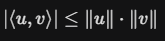 |⟨u, v⟩| ≤ ‖u‖ · ‖v‖